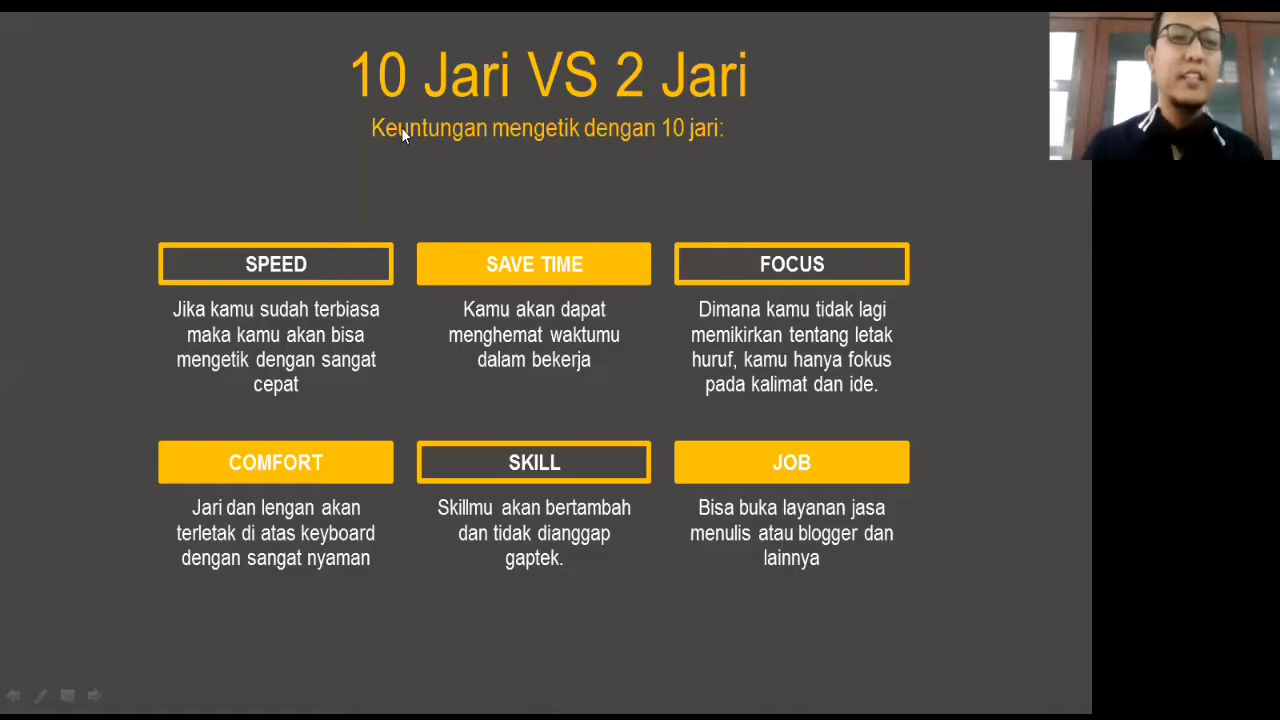 10 Jari VS 2 Jari
Keuntungan mengetik dengan 10 jari:
SPEED
Jika kamu sudah terbiasa
maka kamu akan bisa
mengetik dengan sangat
cepat
SAVE TIME
Kamu akan dapat
menghemat waktumu
dalam bekerja
FOCUS
Dimana kamu tidak lagi
memikirkan tentang letak
huruf, kamu hanya fokus
pada kalimat dan ide.
COMFORT
Jari dan lengan akan
terletak di atas keyboard
dengan sangat nyaman
SKILL
Skillmu akan bertambah
dan tidak dianggap
gaptek.
JOB
Bisa buka layanan jasa
menulis atau blogger dan
lainnya